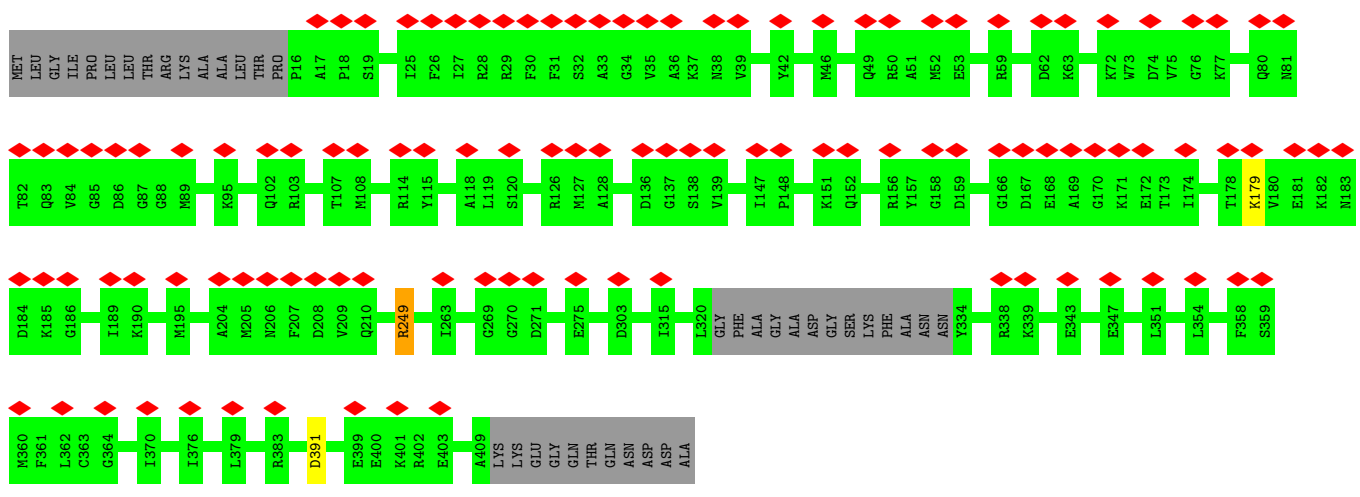 MET LEU GLY ILE PRO LEU LEU THR ARG LYS ALA ALA LEU THR PRO P16 A17 P18 S19 I25 F26 I27 R28 R29 F30 F31 S32 A33 G34 V35 A36 K37 N38 V39 Y42 M46 Q49 R50 A51 M52 E53 R59 D62 K63 K72 W73 D74 V75 G76 K77 Q80 N81
T82 Q83 V84 G85 D86 G87 G88 M89 K95 Q102 R103 T107 M108 R114 Y115 A118 L119 S120 R126 M127 A128 D136 G137 S138 V139 I147 P148 K151 Q152 R156 Y157 G158 D159 G166 D167 E168 A169 G170 K171 E172 T173 I174 T178 K179 V180 E181 K182 N183
D184 K185 G186 I189 K190 M195 A204 M205 N206 F207 D208 V209 Q210 R249 I263 G269 G270 D271 E275 D303 I315 L320 GLY PHE ALA GLY ALA ASP GLY SER LYS PHE ALA ASN ASN Y334 R338 K339 E343 E347 L351 L354 F358 S359
M360 F361 L362 C363 G364 I370 I376 L379 R383 D391 E399 E400 K401 R402 E403 A409 LYS LYS GLU GLY GLN THR GLN ASN ASP ASP ALA